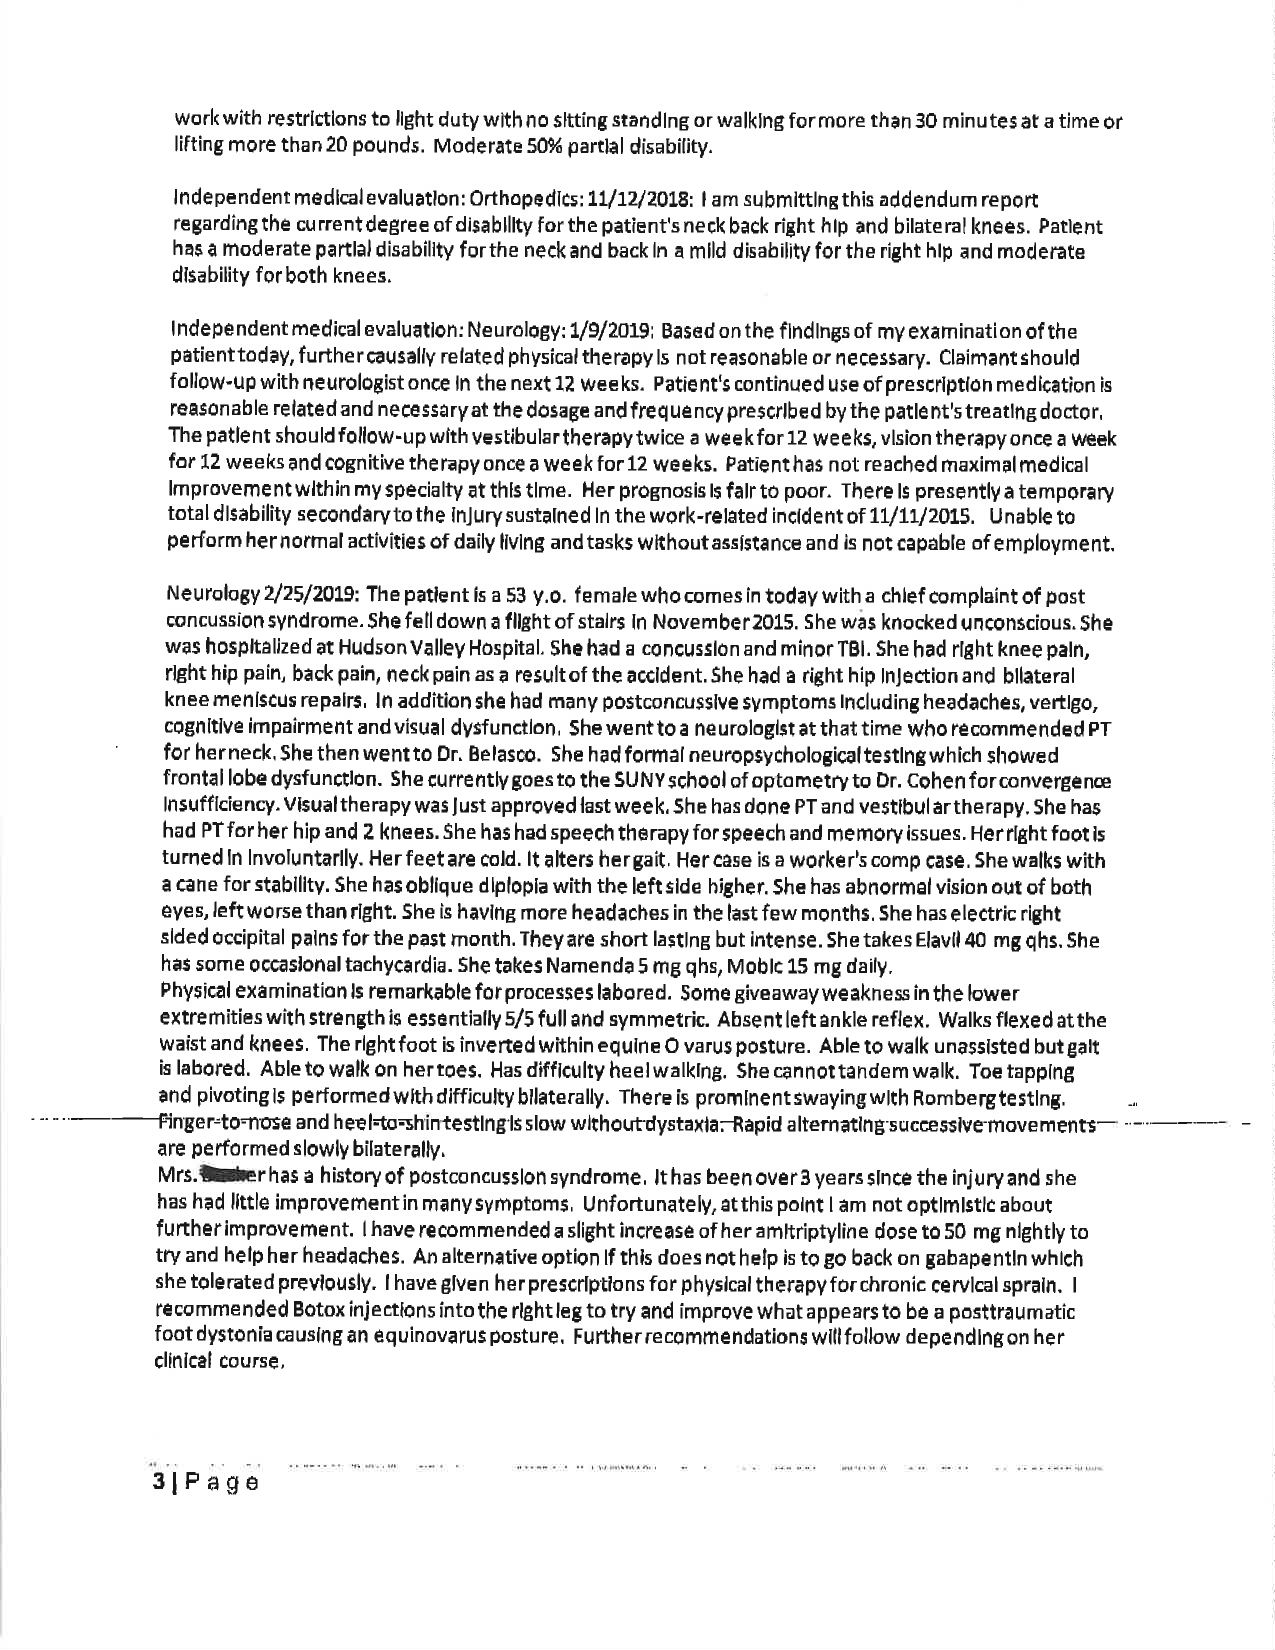 work with restrictions to light duty with no sitting standing or walking for more than 30 minutes at a time or
lifting more than 20 pounds. Moderate 50% partial disability.
Independent medical evaluation: Orthopedics: 11/12/2018: I am submitting this addendum report
regarding the current degree of disability for the patient's neck back right hip and bilateral knees. Patient
has a moderate partial disability for the neck and back in a mild disability for the right hip and moderate
disability for both knees.
Independent medical evaluation: Neurology: 1/9/2019: Based on the findings of my examination of the
patient today, further causally related physical therapy is not reasonable or necessary. Claimant should
follow-up with neurologist once in the next 12 weeks. Patient's continued use of prescription medication is
reasonable related and necessary at the dosage and frequency prescribed by the patient's treating doctor.
The patient should follow-up with vestibular therapy twice a week for 12 weeks, vision therapy once a week
for 12 weeks and cognitive therapy once a week for 12 weeks. Patient has not reached maximal medical
improvement within my specialty at this time. Her prognosis is fair to poor. There is presently a temporary
total disability secondary to the injury sustained in the work-related incident of 11/11/2015. Unable to
perform her normal activities of daily living and tasks without assistance and is not capable of employment.
Neurology 2/25/2019: The patient is a 53 y.o. female who comes in today with a chief complaint of post
concussion syndrome. She fell down a flight of stairs in November 2015. She was knocked unconscious. She
was hospitalized at Hudson Valley Hospital. She had a concussion and minor TBI. She had right knee pain,
right hip pain, back pain, neck pain as a result of the accident. She had a right hip injection and bilateral
knee meniscus repairs. In addition she had many postconcussive symptoms including headaches, vertigo,
cognitive impairment and visual dysfunction. She went to a neurologist at that time who recommended PT
for her neck. She then went to Dr. Belasco. She had formal neuropsychological testing which showed
frontal lobe dysfunction. She currently goes to the SUNY school of optometry to Dr. Cohen for convergence
insufficiency. Visual therapy was just approved last week. She has done PT and vestibular therapy. She has
had PT for her hip and 2 knees. She has had speech therapy for speech and memory issues. Her right foot is
turned in involuntarily. Her feet are cold. It alters her gait. Her case is a worker's comp case. She walks with
a cane for stability. She has oblique diplopia with the left side higher. She has abnormal vision out of both
eyes, left worse than right. She is having more headaches in the last few months. She has electric right
sided occipital pains for the past month. They are short lasting but intense. She takes Elavil 40 mg qhs. She
has some occasional tachycardia. She takes Namenda 5 mg qhs, Mobic 15 mg daily.
Physical examination is remarkable for processes labored. Some giveaway weakness in the lower
extremities with strength is essentially 5/5 full and symmetric. Absent left ankle reflex. Walks flexed at the
waist and knees. The right foot is inverted within equine O varus posture. Able to walk unassisted but gait
is labored. Able to walk on her toes. Has difficulty heel walking. She cannot tandem walk. Toe tapping
and pivoting is performed with difficulty bilaterally. There is prominent swaying with Romberg testing.
Finger-to-nose and heel-to-shin testing is slow without dystaxia. Rapid alternating successive movements
are performed slowly bilaterally.
Mrs. er has a history of postconcussion syndrome. It has been over 3 years since the injury and she
has had little improvement in many symptoms. Unfortunately, at this point I am not optimistic about
further improvement. I have recommended a slight increase of her amitriptyline dose to 50 mg nightly to
try and help her headaches. An alternative option if this does not help is to go back on gabapentin which
she tolerated previously. I have given her prescriptions for physical therapy for chronic cervical sprain. I
recommended Botox injections into the right leg to try and improve what appears to be a posttraumatic
foot dystonia causing an equinovarus posture. Further recommendations will follow depending on her
clinical course.
3 | P a g e